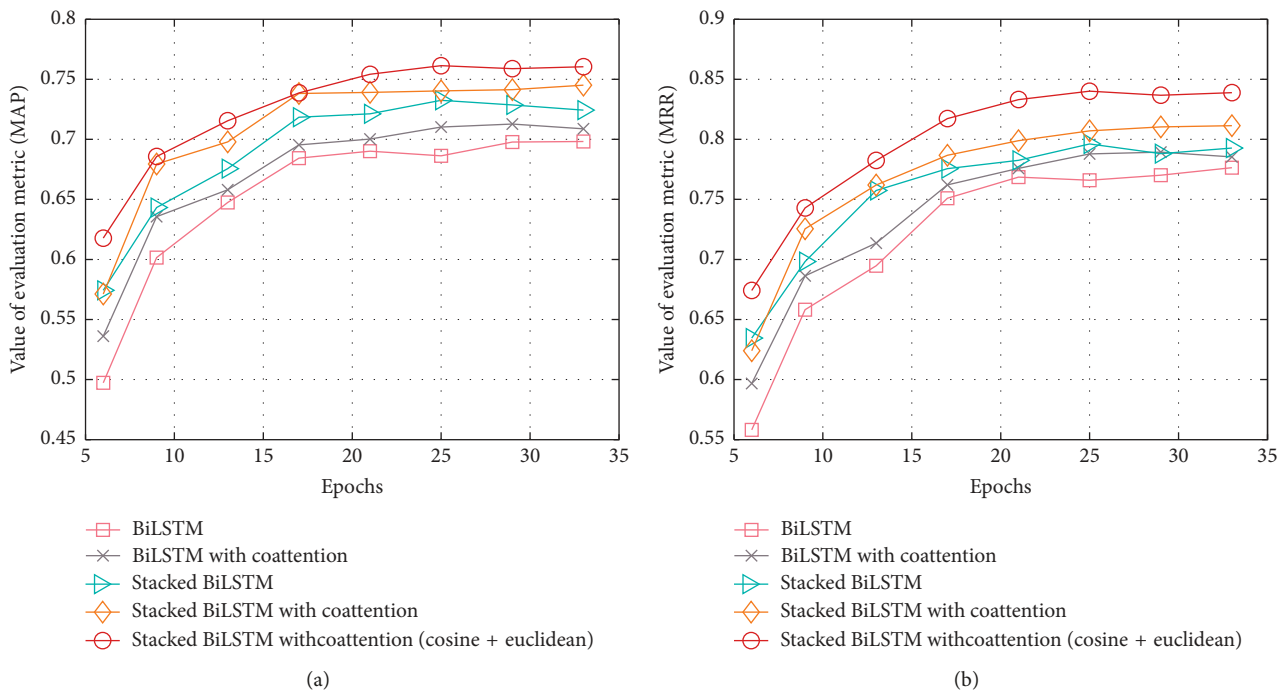 Value of evaluation metric (MAP)
0.8
0.75
0.7
0.65
0.6
0.55
0.5
0.45
5 10 15 20 25 30 35
Epochs
BiLSTM
BiLSTM with coattention
Stacked BiLSTM
Stacked BiLSTM with coattention
Stacked BiLSTM withcoattention (cosine + euclidean)
(a)
Value of evaluation metric (MRR)
0.9
0.85
0.8
0.75
0.7
0.65
0.6
0.55
5 10 15 20 25 30 35
Epochs
BiLSTM
BiLSTM with coattention
Stacked BiLSTM
Stacked BiLSTM with coattention
Stacked BiLSTM withcoattention (cosine + euclidean)
(b)